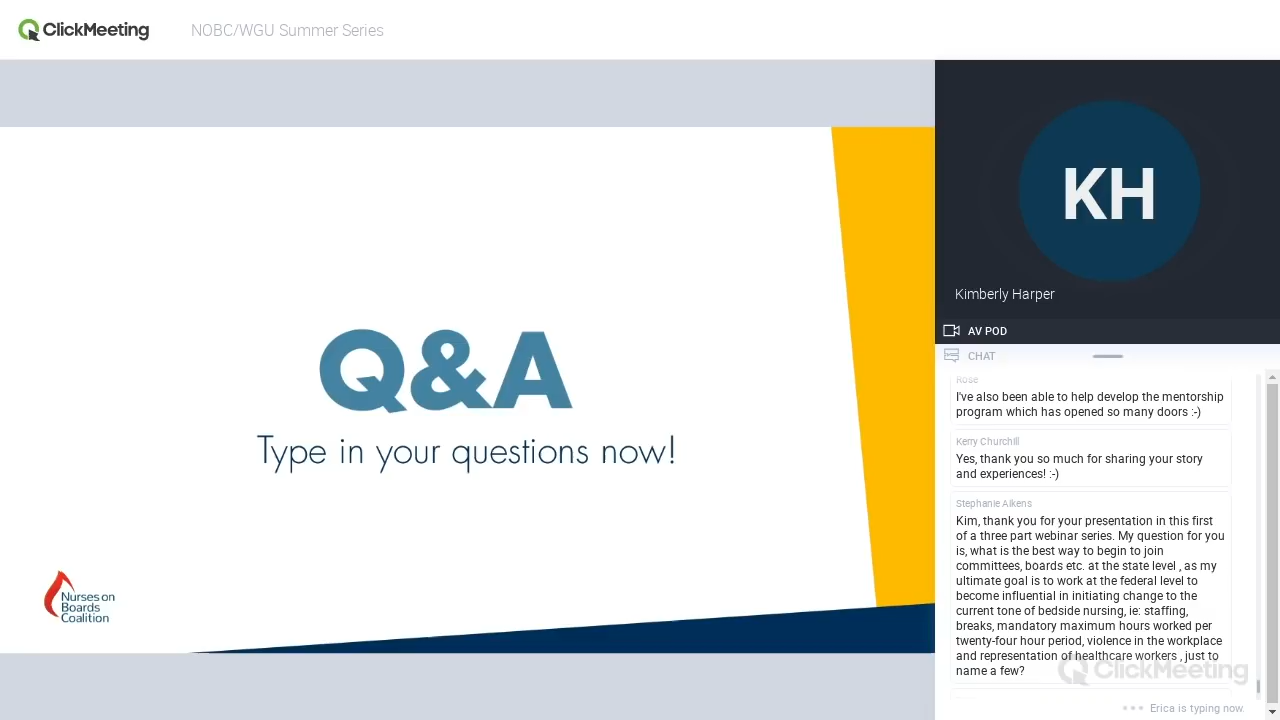 ClickMeeting
NOBC/WGU Summer Series
Q&A
Type in your questions now!
Nurses on
Boards
Coalition
KH
Kimberly Harper
AV POD
CHAT
Rose
I've also been able to help develop the mentorship
program which has opened so many doors :-)
Kerry Churchill
Yes, thank you so much for sharing your story
and experiences! :-)
Stephanie Aikens
Kim, thank you for your presentation in this first
of a three part webinar series. My question for you
is, what is the best way to begin to join
committees, boards etc. at the state level , as my
ultimate goal is to work at the federal level to
become influential in initiating change to the
current tone of bedside nursing, ie: staffing,
breaks, mandatory maximum hours worked per
twenty-four hour period, violence in the workplace
and representation of healthcare workers , just to
name a few?
ClickMeeting
Erica is typing now.